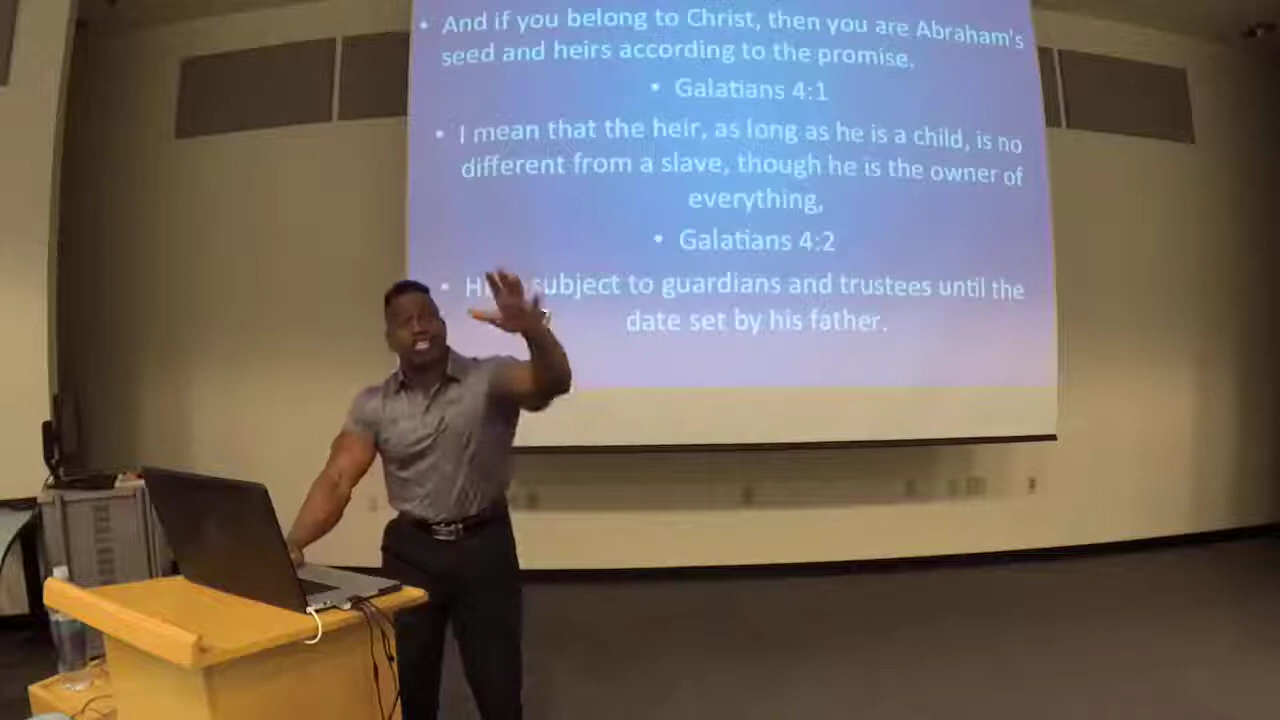 • And if you belong to Christ, then you are Abraham's
seed and heirs according to the promise.
• Galatians 4:1
• I mean that the heir, as long as he is a child, is no
different from a slave, though he is the owner of
everything,
• Galatians 4:2
• subject to guardians and trustees until the
date set by his father.